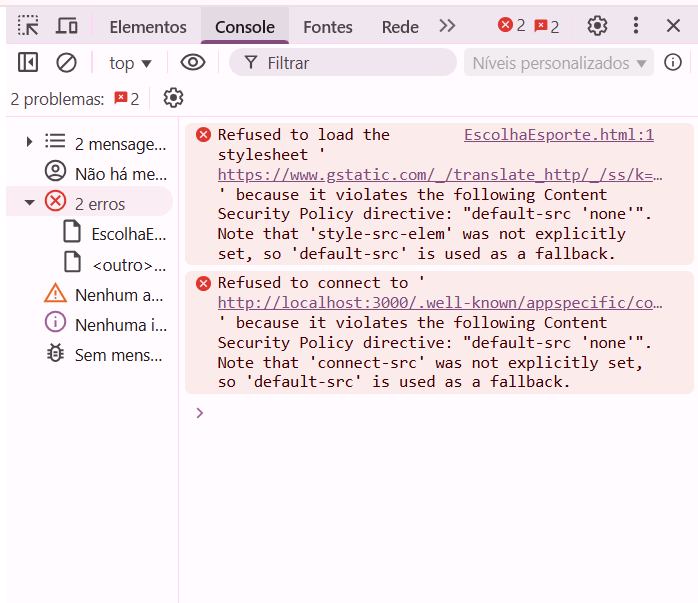 Elementos Console Fontes Rede 2 2
top Filtrar Níveis personalizados
2 problemas: 2
2 mensage...
Não há me...
2 erros
EscolhaE...
<outro>...
Nenhum a...
Nenhuma i...
Sem mens...
Refused to load the EscolhaEsporte.html:1
stylesheet '
https://www.gstatic.com/_/translate_http/_/ss/k=…
' because it violates the following Content
Security Policy directive: "default-src 'none'".
Note that 'style-src-elem' was not explicitly
set, so 'default-src' is used as a fallback.
Refused to connect to '
http://localhost:3000/.well-known/appspecific/co…
' because it violates the following Content
Security Policy directive: "default-src 'none'".
Note that 'connect-src' was not explicitly set,
so 'default-src' is used as a fallback.